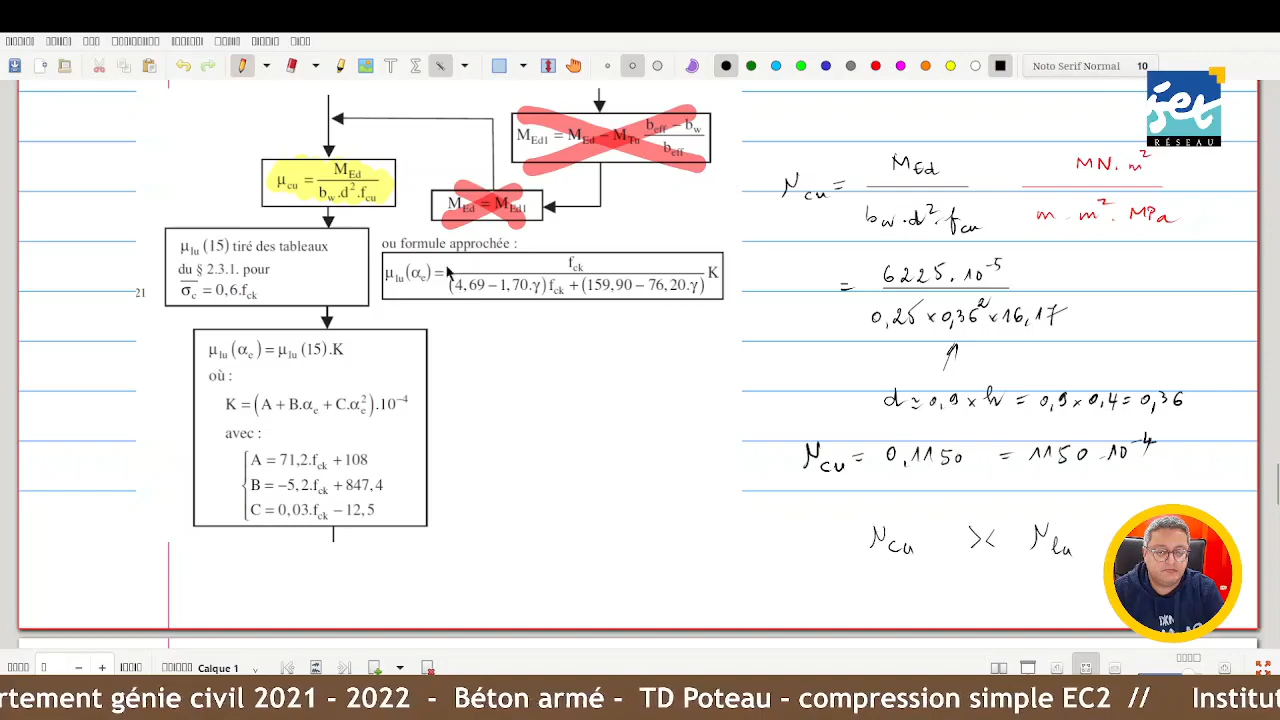 Noto Serif Normal 10
iset
RÉSEAU
M_Ed1 = M_Ed − M_Tu (b_eff − b_w) / b_eff
μ_cu = M_Ed / (b_w.d².f_cu)
M_Ed = M_Ed1
μ_lu (15) tiré des tableaux
du § 2.3.1. pour
σ̄_c = 0,6.f_ck
21
ou formule approchée :
μ_lu(α_e) = f_ck / ((4,69 − 1,70.γ) f_ck + (159,90 − 76,20.γ)) K
μ_lu (α_e) = μ_lu (15).K
où :
K = (A + B.α_e + C.α_e²).10⁻⁴
avec :
A = 71,2.f_ck + 108
B = −5,2.f_ck + 847,4
C = 0,03.f_ck − 12,5
μ_cu = M_Ed / (b_w . d² . f_cu)
MN. m² / m . m² . MPa
= 6225 . 10⁻⁵ / 0,25 × 0,36² × 16,17
d ≃ 0,9 × h = 0,9 × 0,4 = 0,36
μ_cu = 0,1150 = 1150 . 10⁻⁴
μ_cu >< μ_lu
Calque 1
rtement génie civil 2021 - 2022 - Béton armé - TD Poteau - compression simple EC2 // Institu